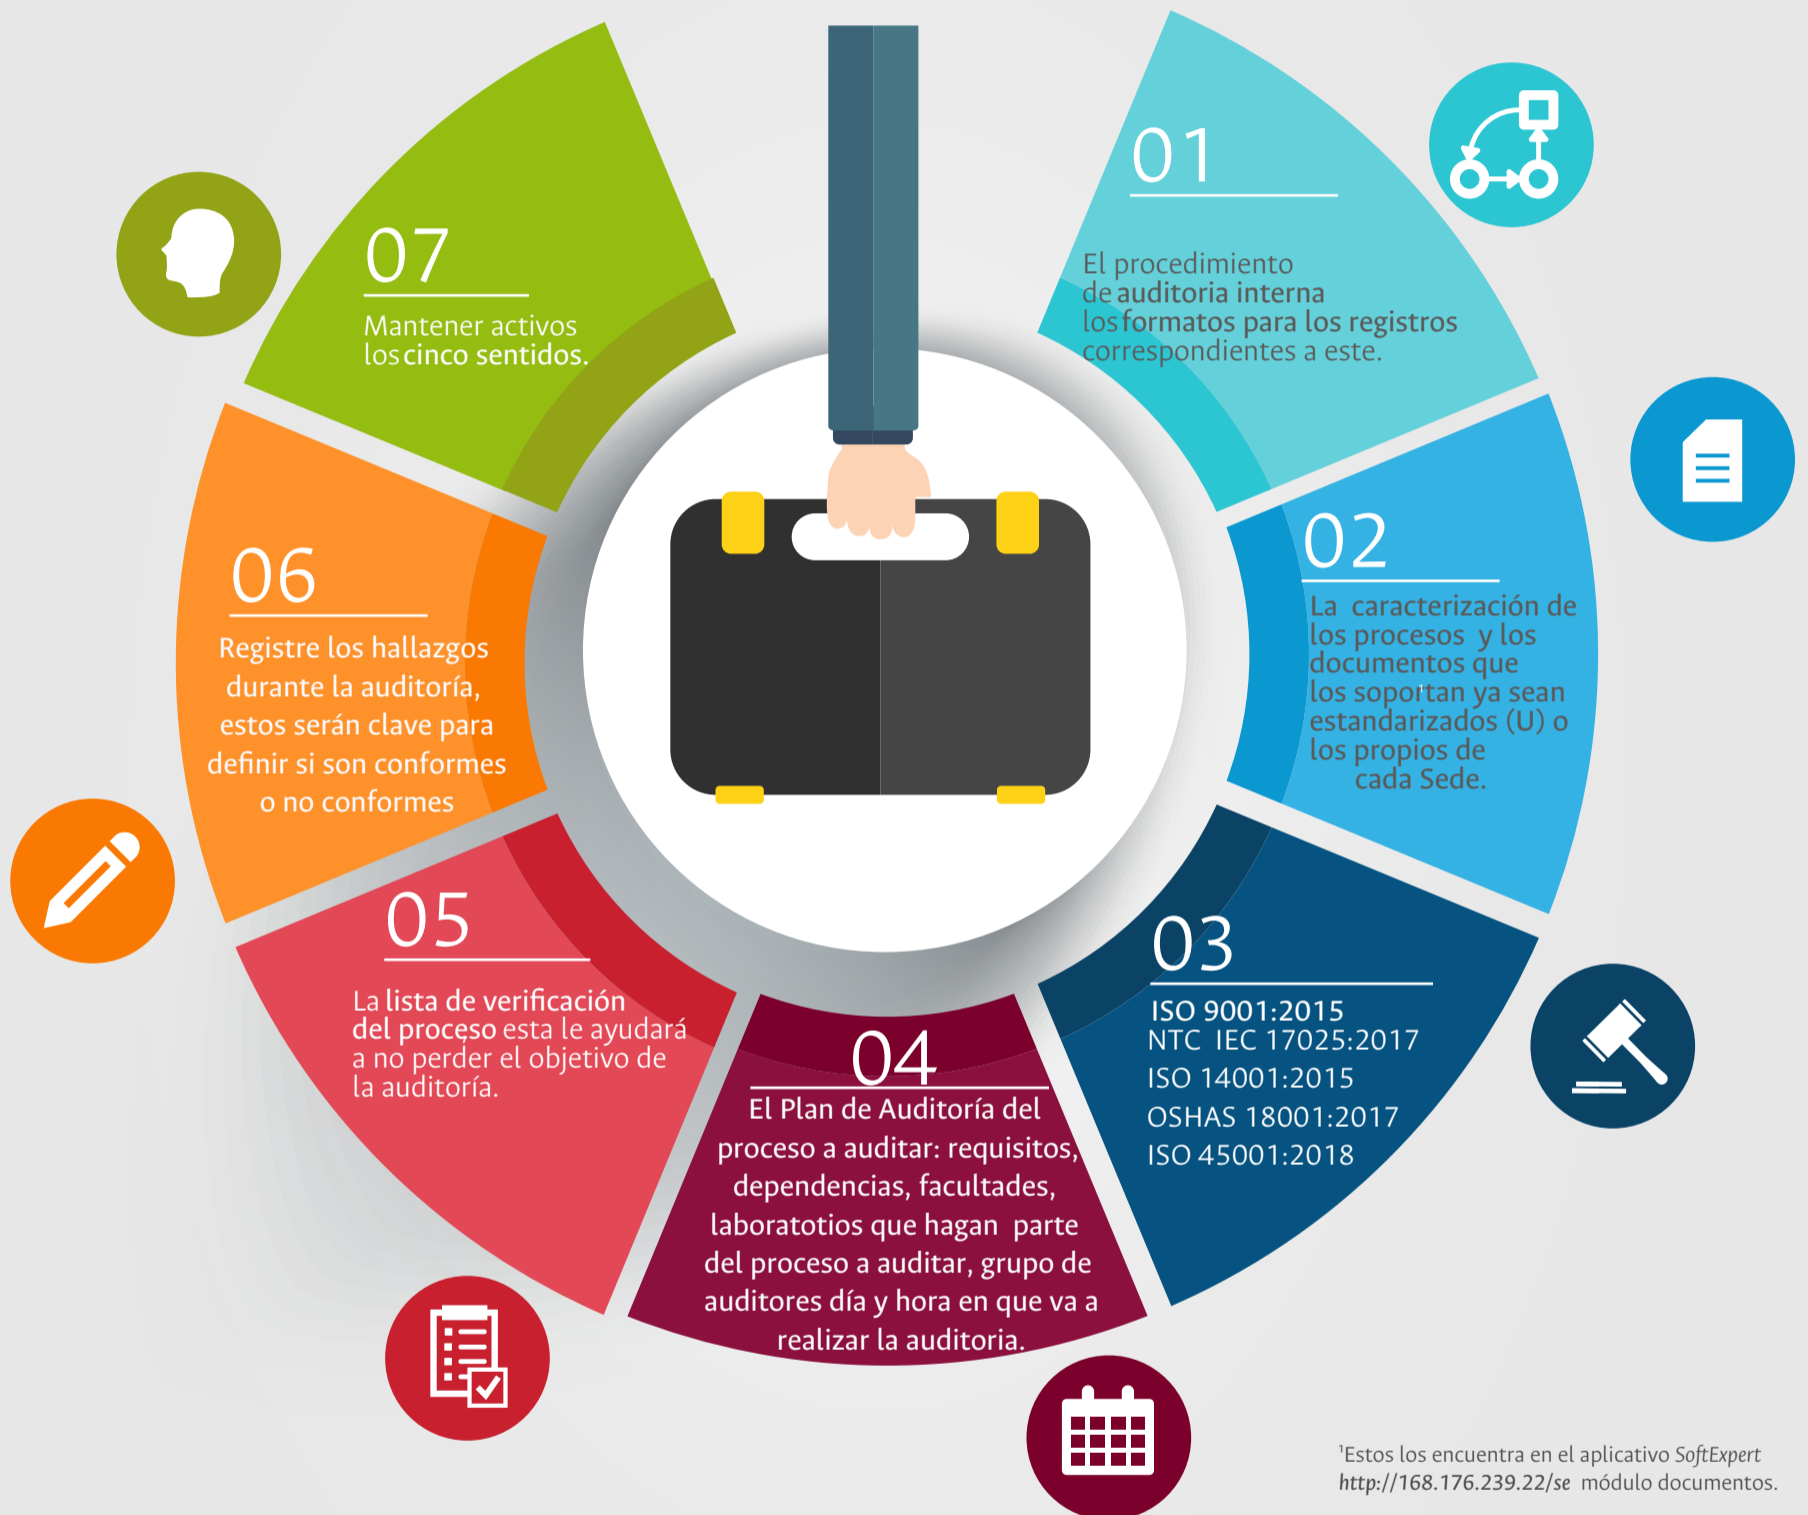 01
El procedimiento
de auditoria interna
los formatos para los registros
correspondientes a este.
02
La caracterización de
los procesos y los
documentos que
los soportan ya sean
1
estandarizados (U) o
los propios de
cada Sede.
03
ISO 9001:2015
NTC IEC 17025:2017
ISO 14001:2015
OSHAS 18001:2017
ISO 45001:2018
04
El Plan de Auditoría del
proceso a auditar: requisitos,
dependencias, facultades,
laboratotios que hagan parte
del proceso a auditar, grupo de
auditores día y hora en que va a
realizar la auditoria.
05
La lista de verificación
del proceso esta le ayudará
a no perder el objetivo de
la auditoría.
06
Registre los hallazgos
durante la auditoría,
estos serán clave para
definir si son conformes
o no conformes
07
Mantener activos
los cinco sentidos.
¹Estos los encuentra en el aplicativo SoftExpert
http://168.176.239.22/se módulo documentos.